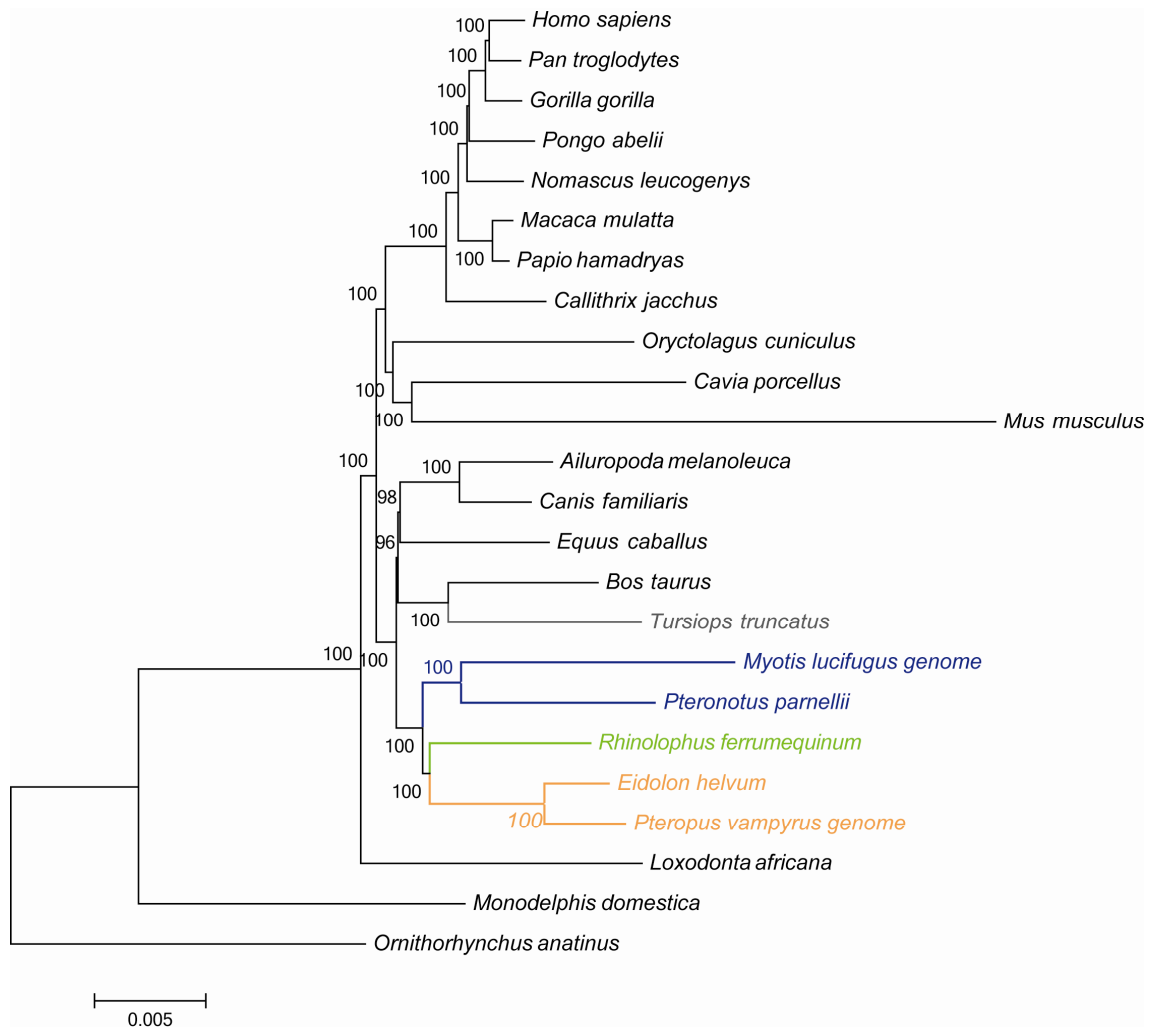 100
Homo sapiens
100
Pan troglodytes
100
Gorilla gorilla
100
Pongo abelii
100
Nomascus leucogenys
Macaca mulatta
100
100
Papio hamadryas
100
Callithrix jacchus
Oryctolagus cuniculus
100
Cavia porcellus
100
Mus musculus
100
100
Ailuropoda melanoleuca
98
Canis familiaris
96
Equus caballus
Bos taurus
100
Tursiops truncatus
100
100
100
Myotis lucifugus genome
Pteronotus parnellii
100
Rhinolophus ferrumequinum
100
Eidolon helvum
100
Pteropus vampyrus genome
Loxodonta africana
Monodelphis domestica
Ornithorhynchus anatinus
0.005